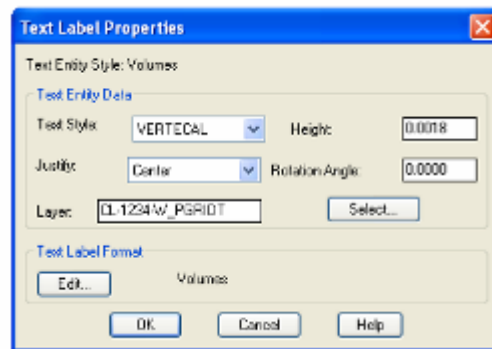 Text Label Properties
Text Entity Style: Volumes
Text Entity Data
Text Style: VERTECAL Height: 0.0018
Justify: Center Rotation Angle: 0.0000
Layer: CL-1234/W_PGRIDT Select...
Text Label Format
Edit... Volumes
OK Cancel Help